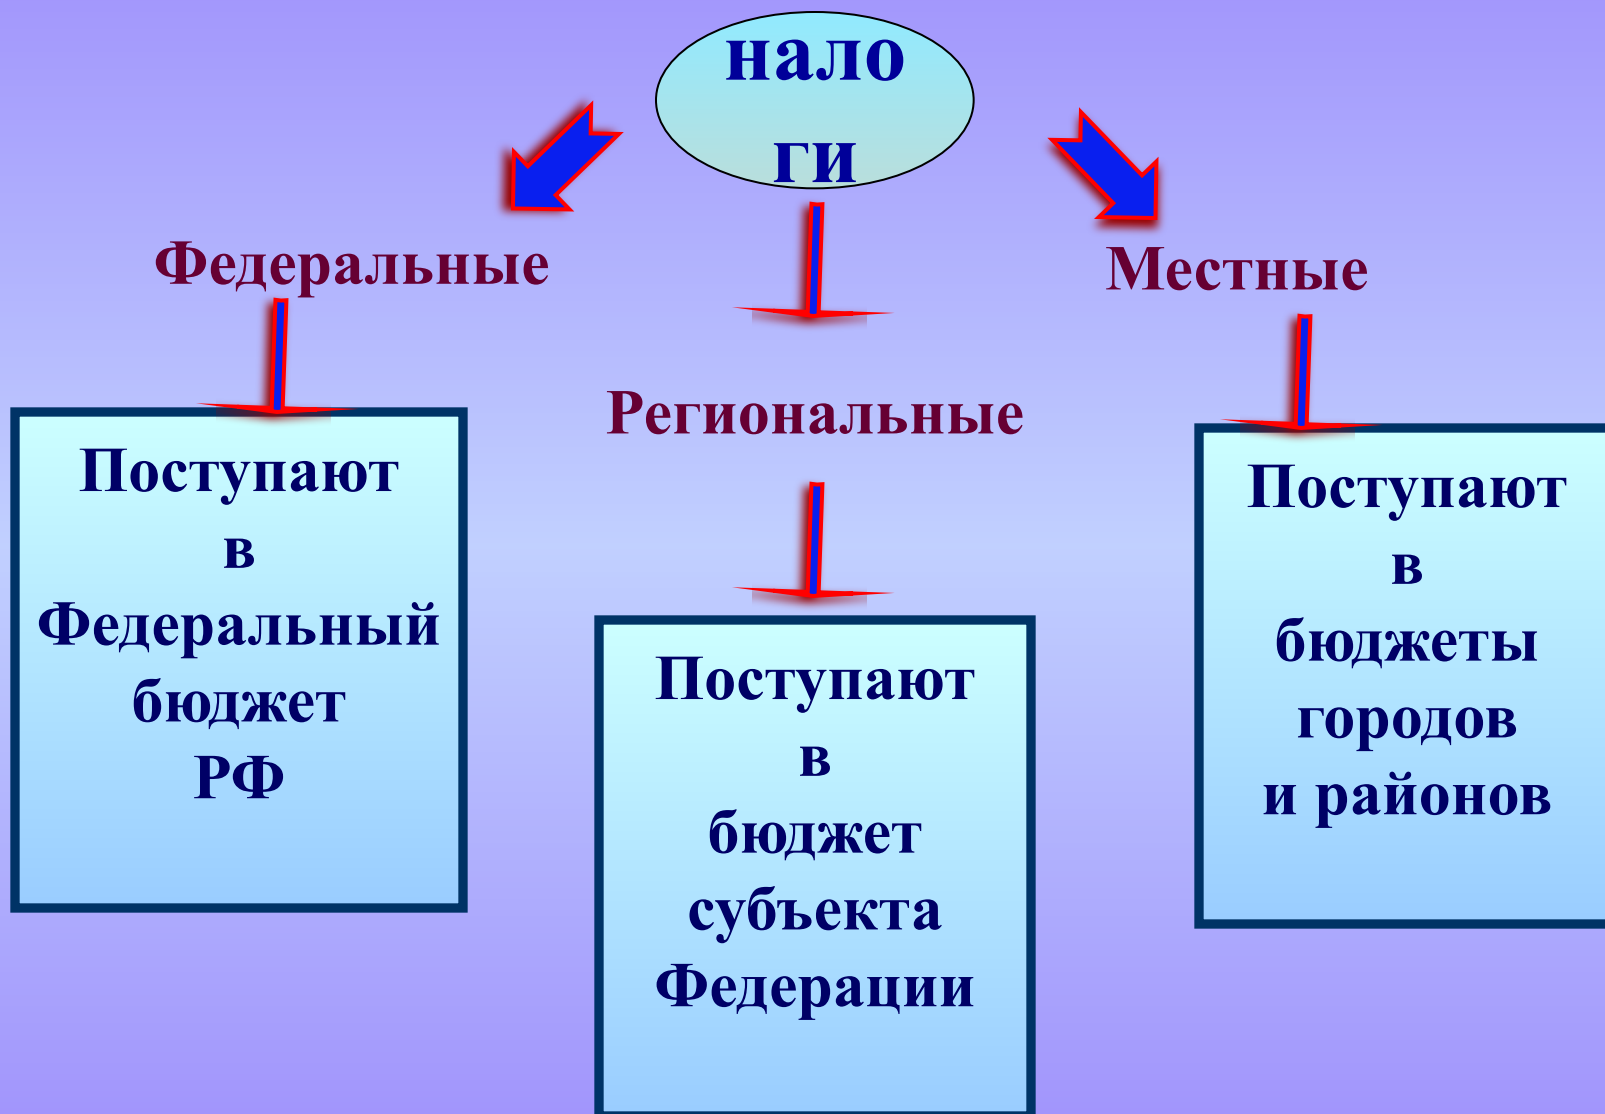 нало
ги
Федеральные
Местные
Региональные
Поступают
в
Федеральный
бюджет
РФ
Поступают
в
бюджет
субъекта
Федерации
Поступают
в
бюджеты
городов
и районов